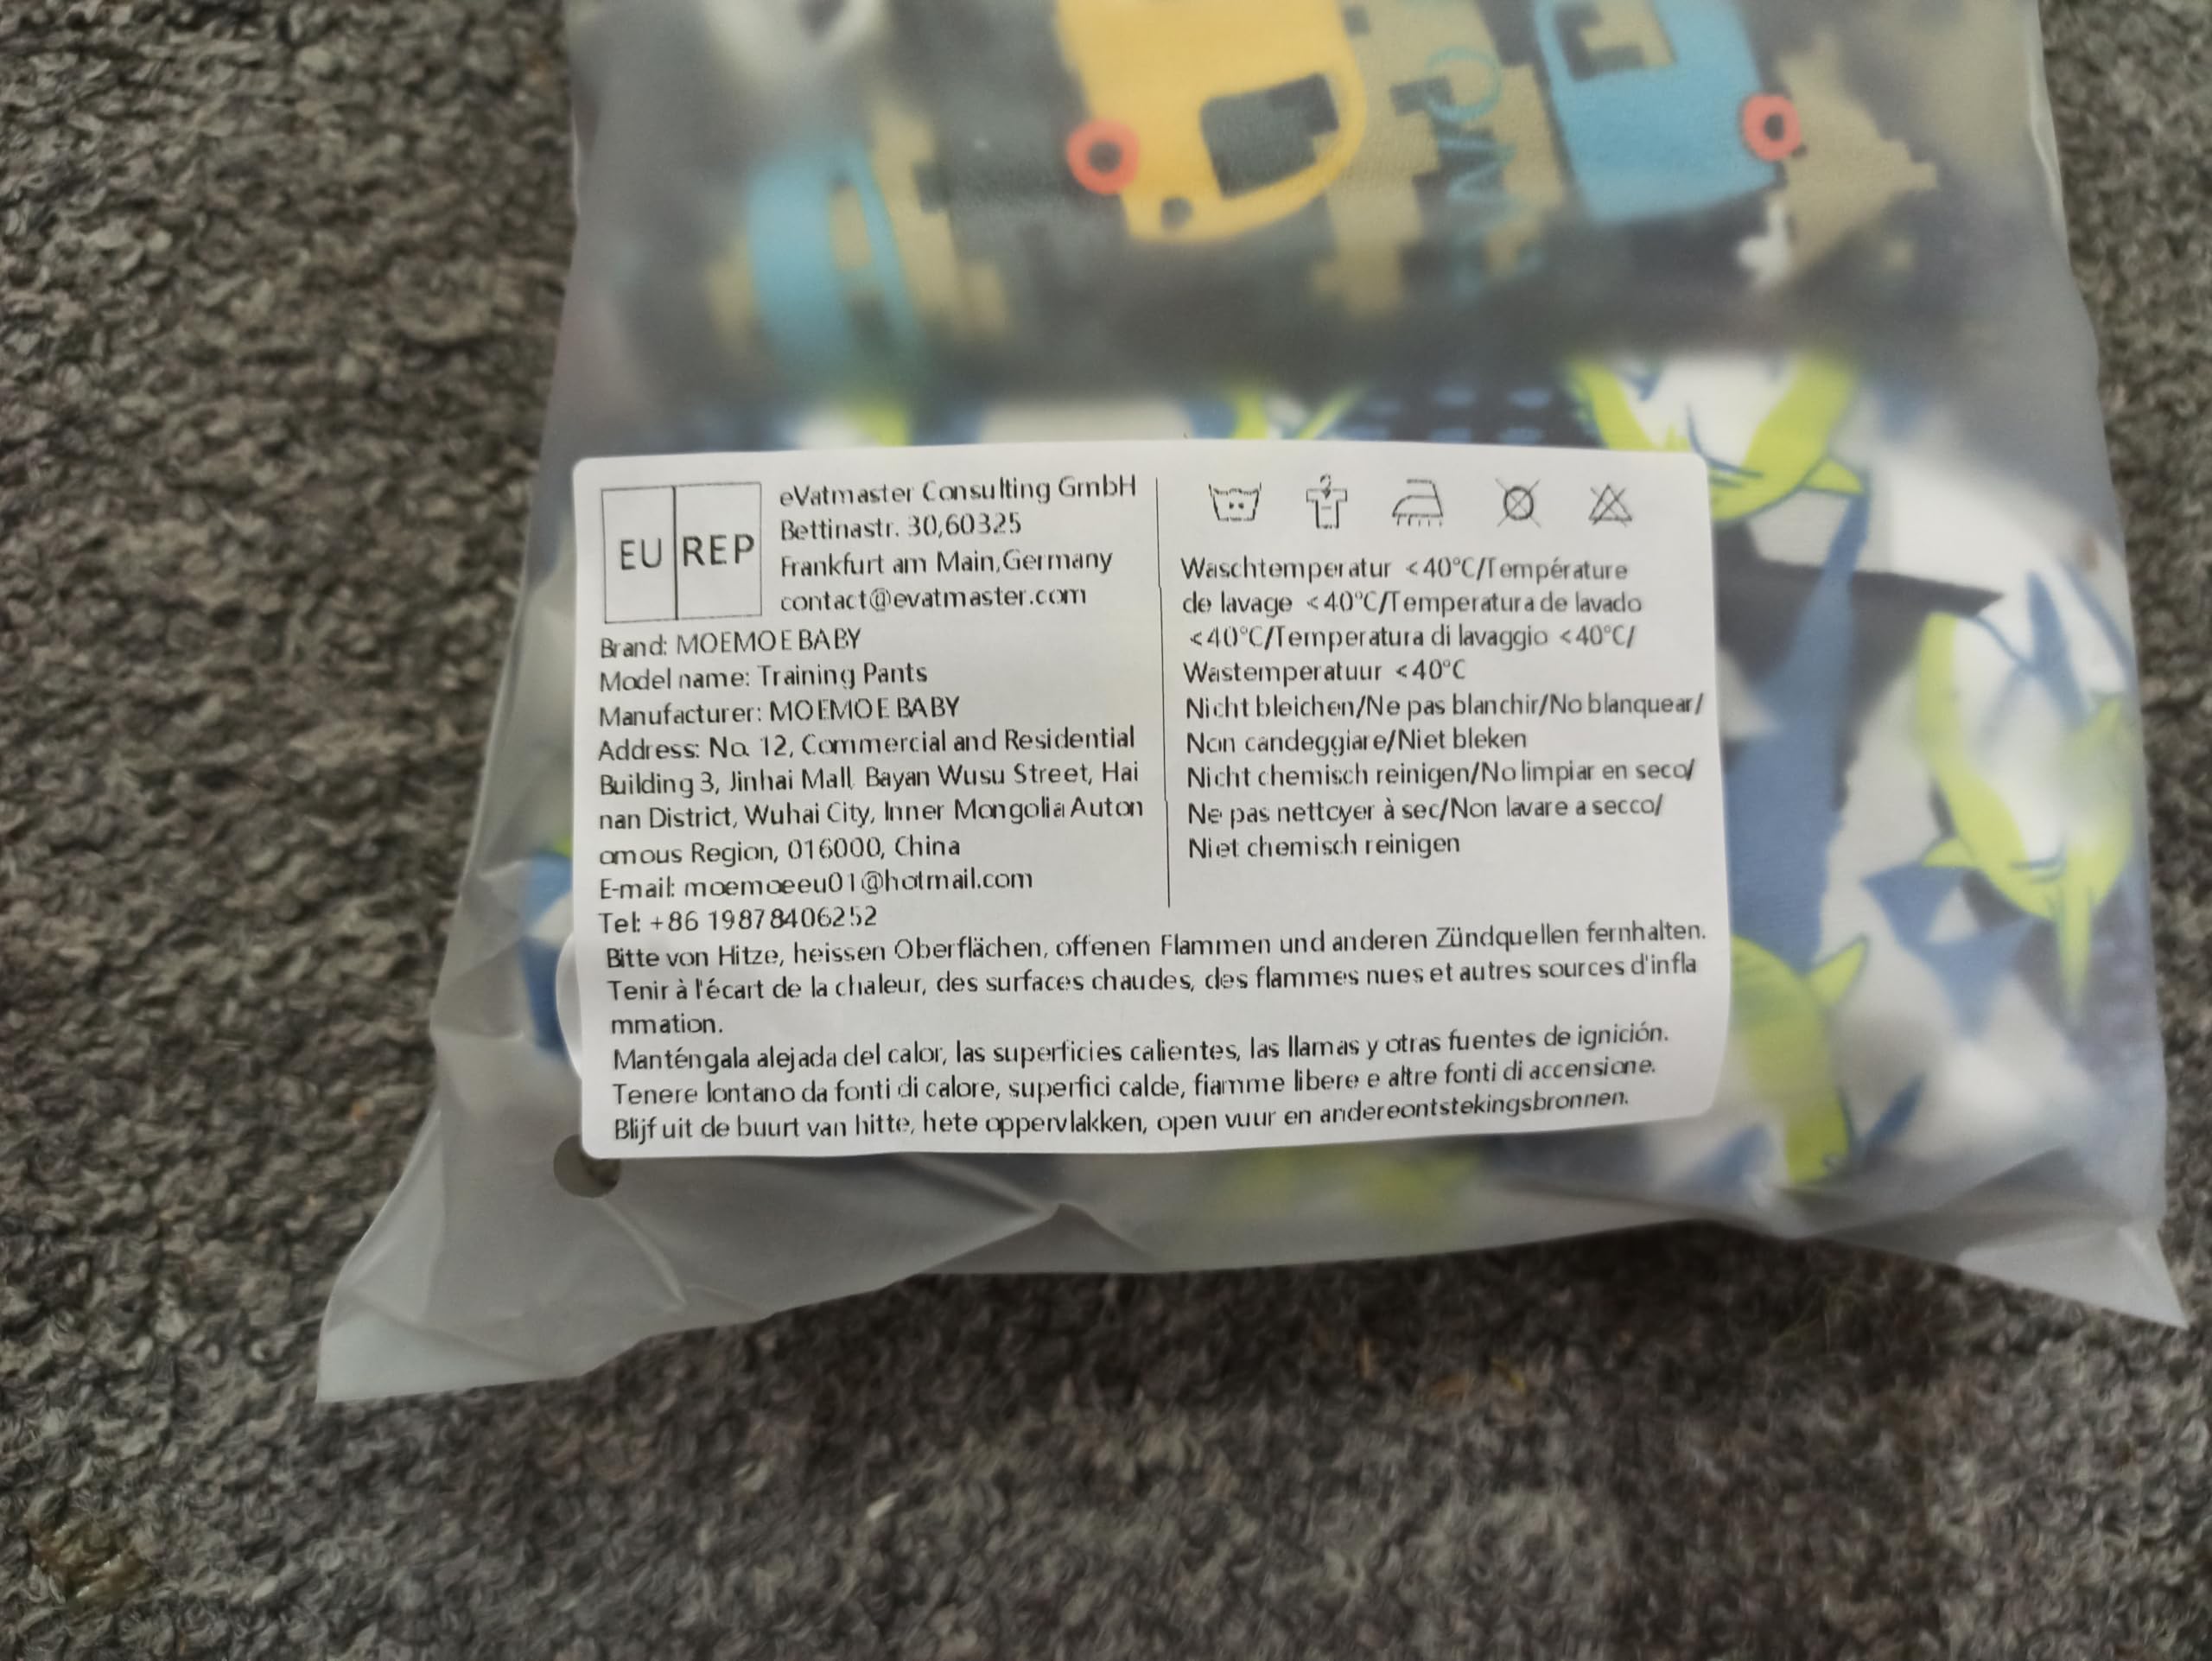 EU REP
eVatmaster Consulting GmbH
Bettinastr. 30,60325
Frankfurt am Main,Germany
contact@evatmaster.com
Brand: MOEMOE BABY
Model name: Training Pants
Manufacturer: MOEMOE BABY
Address: No. 12, Commercial and Residential
Building 3, Jinhai Mall, Bayan Wusu Street, Hai
nan District, Wuhai City, Inner Mongolia Auton
omous Region, 016000, China
E-mail: moemoeeu01@hotmail.com
Tel: +86 19878406252
Waschtemperatur <40°C/Température
de lavage <40°C/Temperatura de lavado
<40°C/Temperatura di lavaggio <40°C/
Wastemperatuur <40°C
Nicht bleichen/Ne pas blanchir/No blanquear/
Non candeggiare/Niet bleken
Nicht chemisch reinigen/No limpiar en seco/
Ne pas nettoyer à sec/Non lavare a secco/
Niet chemisch reinigen
Bitte von Hitze, heissen Oberflächen, offenen Flammen und anderen Zündquellen fernhalten.
Tenir à l'écart de la chaleur, des surfaces chaudes, des flammes nues et autres sources d'infla
mmation.
Manténgala alejada del calor, las superficies calientes, las llamas y otras fuentes de ignición.
Tenere lontano da fonti di calore, superfici calde, fiamme libere e altre fonti di accensione.
Blijf uit de buurt van hitte, hete oppervlakken, open vuur en andereontstekingsbronnen.